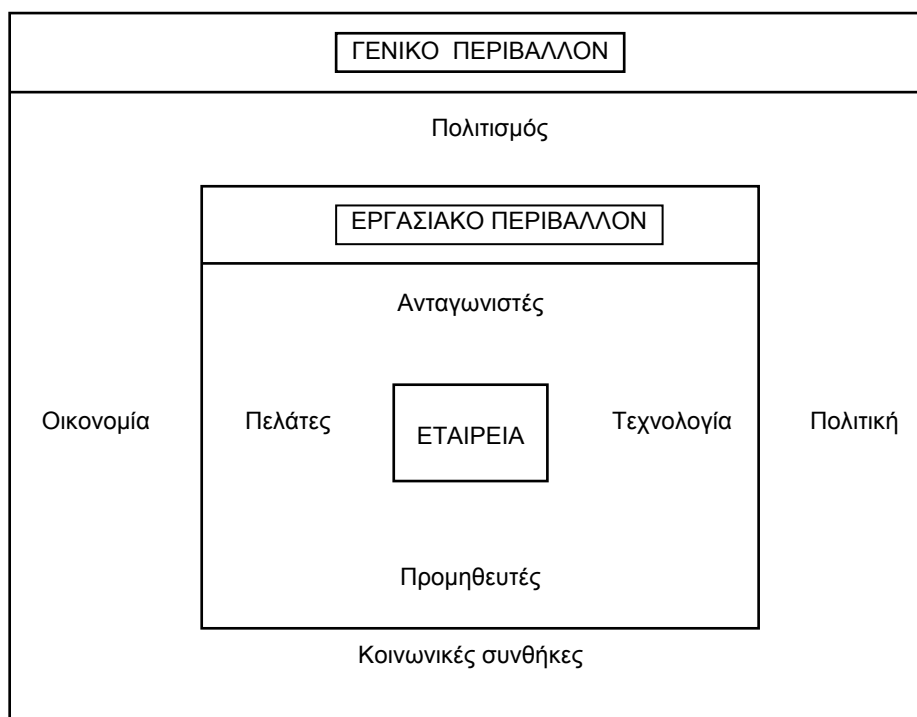 ΓΕΝΙΚΟ ΠΕΡΙΒΑΛΛΟΝ
Πολιτισμός
ΕΡΓΑΣΙΑΚΟ ΠΕΡΙΒΑΛΛΟΝ
Ανταγωνιστές
Οικονομία Πελάτες ΕΤΑΙΡΕΙΑ Τεχνολογία Πολιτική
Προμηθευτές
Κοινωνικές συνθήκες